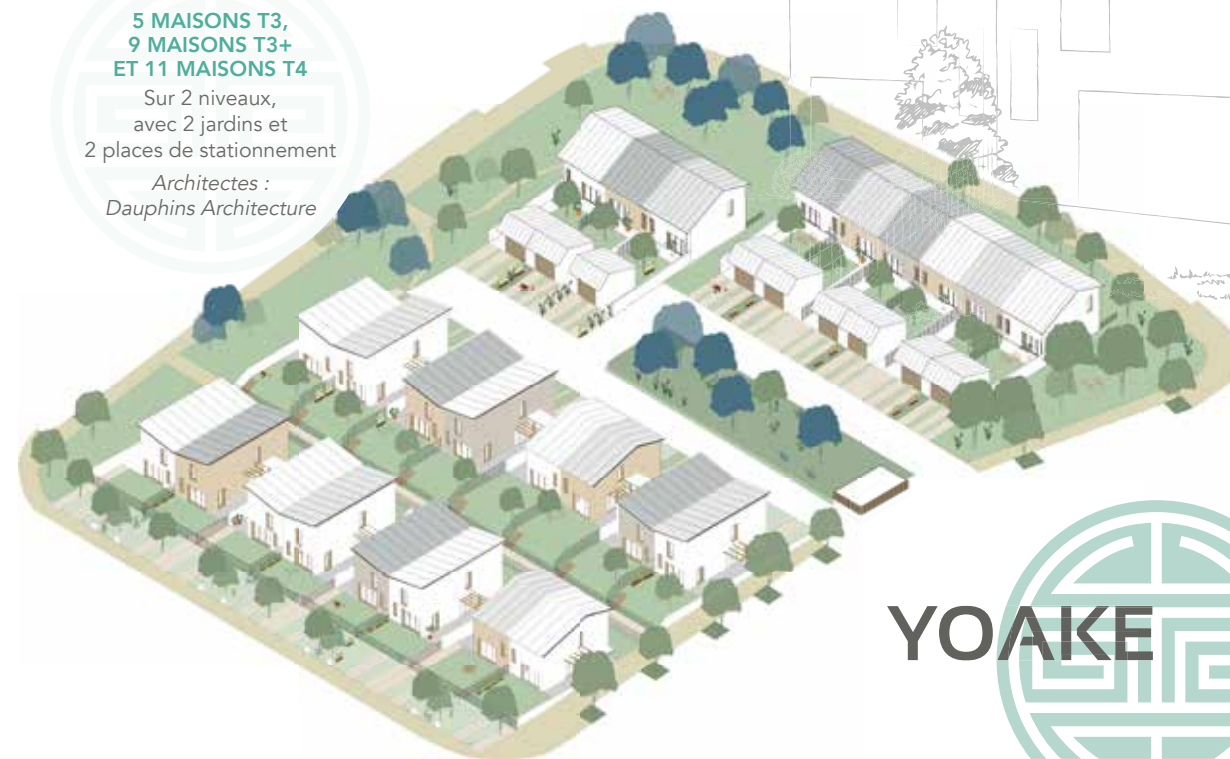 5 MAISONS T3,
9 MAISONS T3+
ET 11 MAISONS T4
Sur 2 niveaux,
avec 2 jardins et
2 places de stationnement
Architectes :
Dauphins Architecture
YOAKE